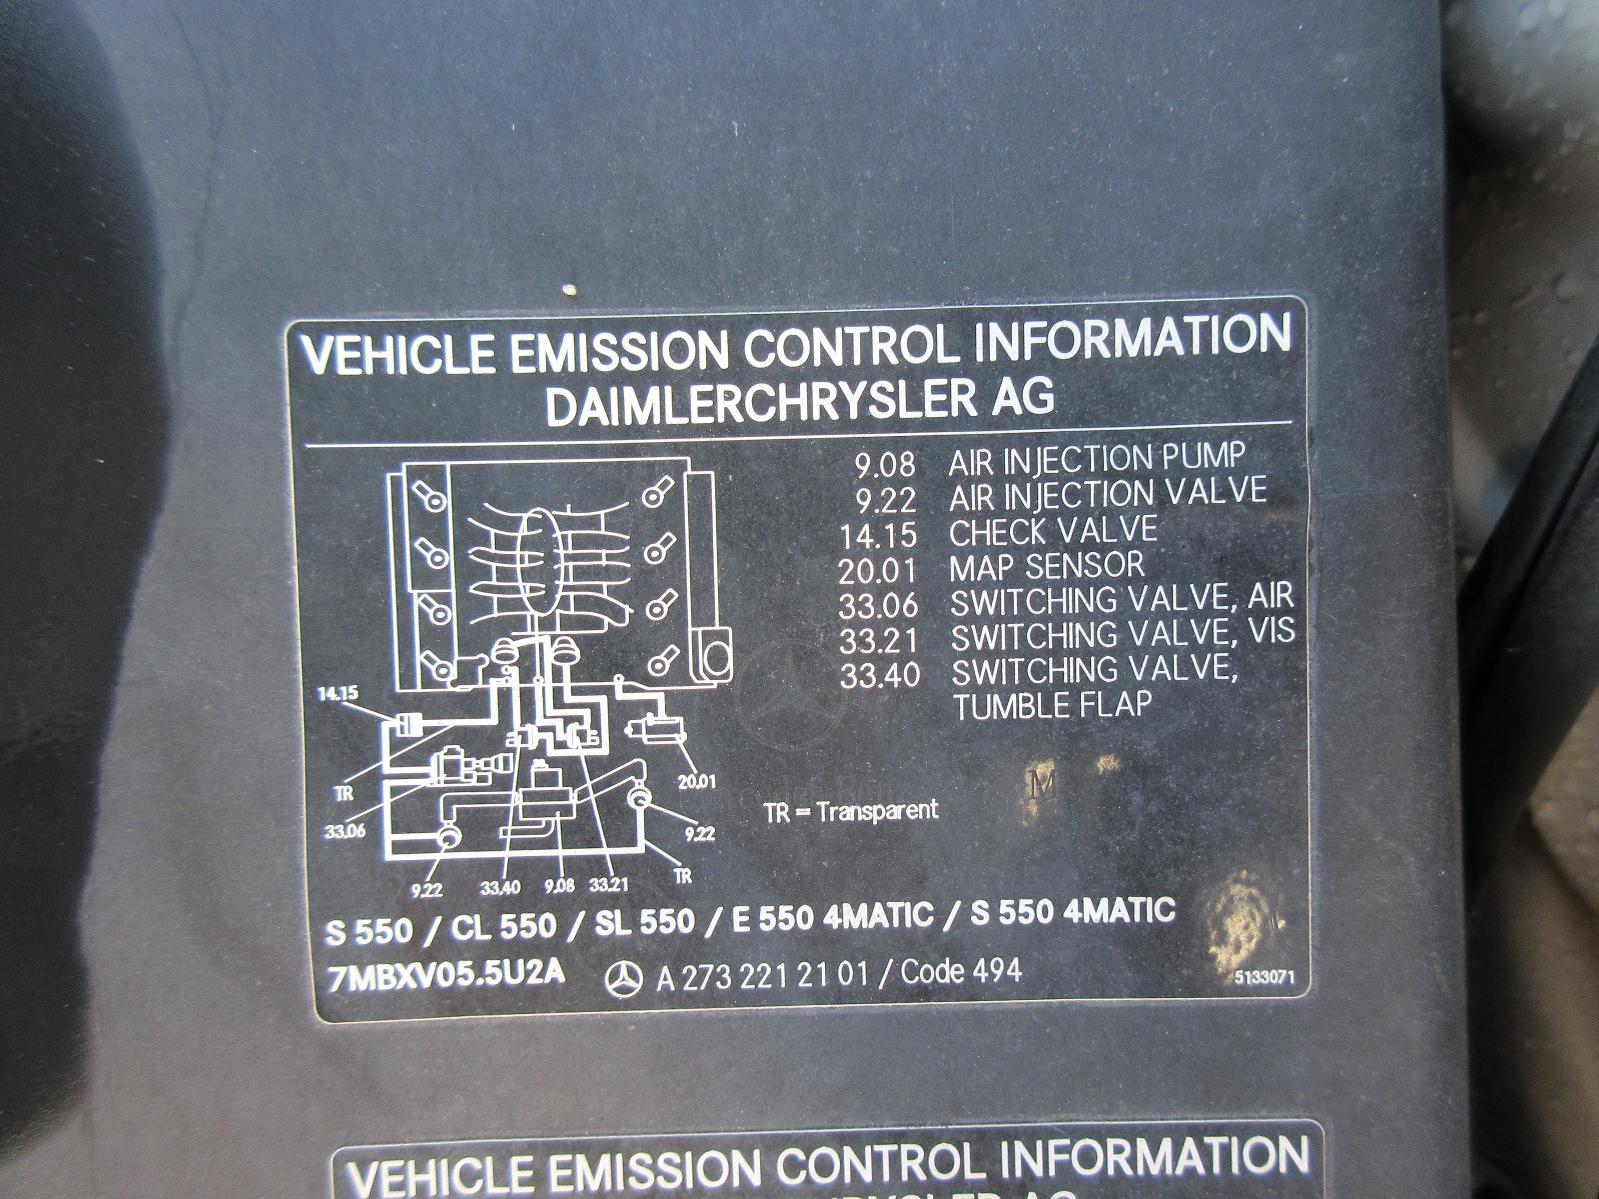 VEHICLE EMISSION CONTROL INFORMATION
DAIMLERCHRYSLER AG
9.08 AIR INJECTION PUMP
9.22 AIR INJECTION VALVE
14.15 CHECK VALVE
20.01 MAP SENSOR
33.06 SWITCHING VALVE, AIR
33.21 SWITCHING VALVE, VIS
33.40 SWITCHING VALVE,
TUMBLE FLAP
14.15
TR
33.06
20.01
9.22
TR = Transparent
M
9.22 33.40 9.08 33.21 TR
S 550 / CL 550 / SL 550 / E 550 4MATIC / S 550 4MATIC
7MBXV05.5U2A A 273 221 21 01 / Code 494
5133071
VEHICLE EMISSION CONTROL INFORMATION
AG